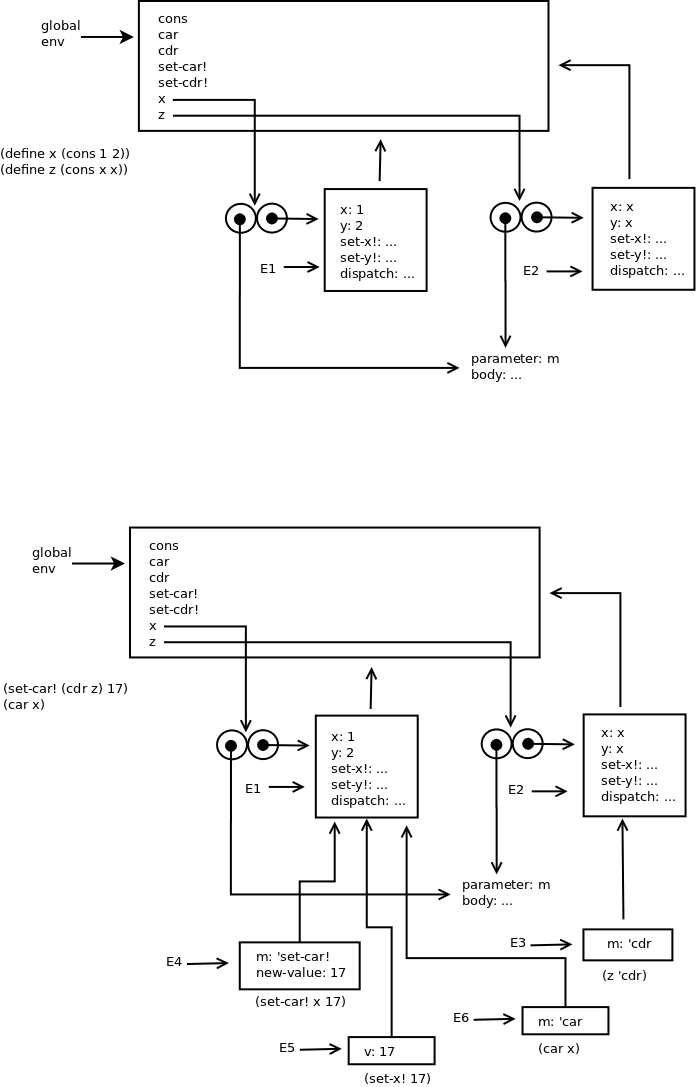 global
env
cons
car
cdr
set-car!
set-cdr!
x
z
(define x (cons 1 2))
(define z (cons x x))
x: 1
y: 2
set-x!: ...
set-y!: ...
dispatch: ...
E1
x: x
y: x
set-x!: ...
set-y!: ...
dispatch: ...
E2
parameter: m
body: ...
global
env
cons
car
cdr
set-car!
set-cdr!
x
z
(set-car! (cdr z) 17)
(car x)
x: 1
y: 2
set-x!: ...
set-y!: ...
dispatch: ...
E1
x: x
y: x
set-x!: ...
set-y!: ...
dispatch: ...
E2
parameter: m
body: ...
E3
m: 'cdr
(z 'cdr)
E4
m: 'set-car!
new-value: 17
(set-car! x 17)
E6
m: 'car
(car x)
E5
v: 17
(set-x! 17)